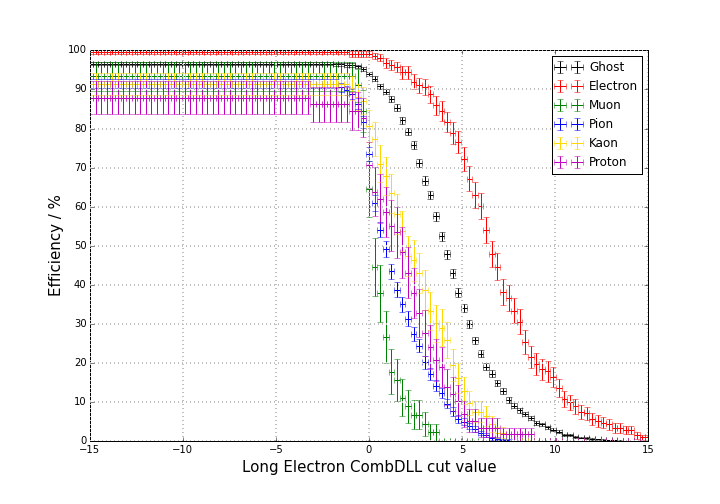 100
90
80
70
60
50
40
30
20
10
0
Efficiency / %
Ghost
Electron
Muon
Pion
Kaon
Proton
−15 −10 −5 0 5 10 15
Long Electron CombDLL cut value